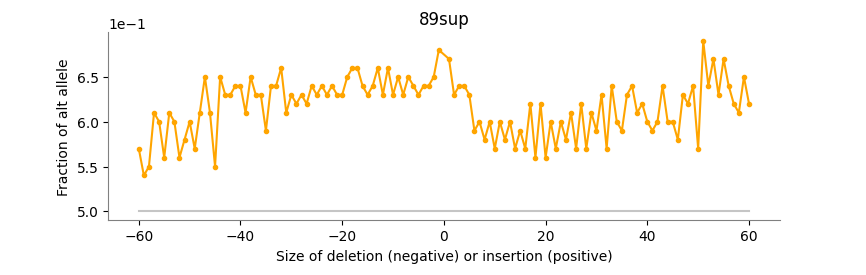 89sup
1e−1
Fraction of alt allele
6.5
6.0
5.5
5.0
−60 −40 −20 0 20 40 60
Size of deletion (negative) or insertion (positive)